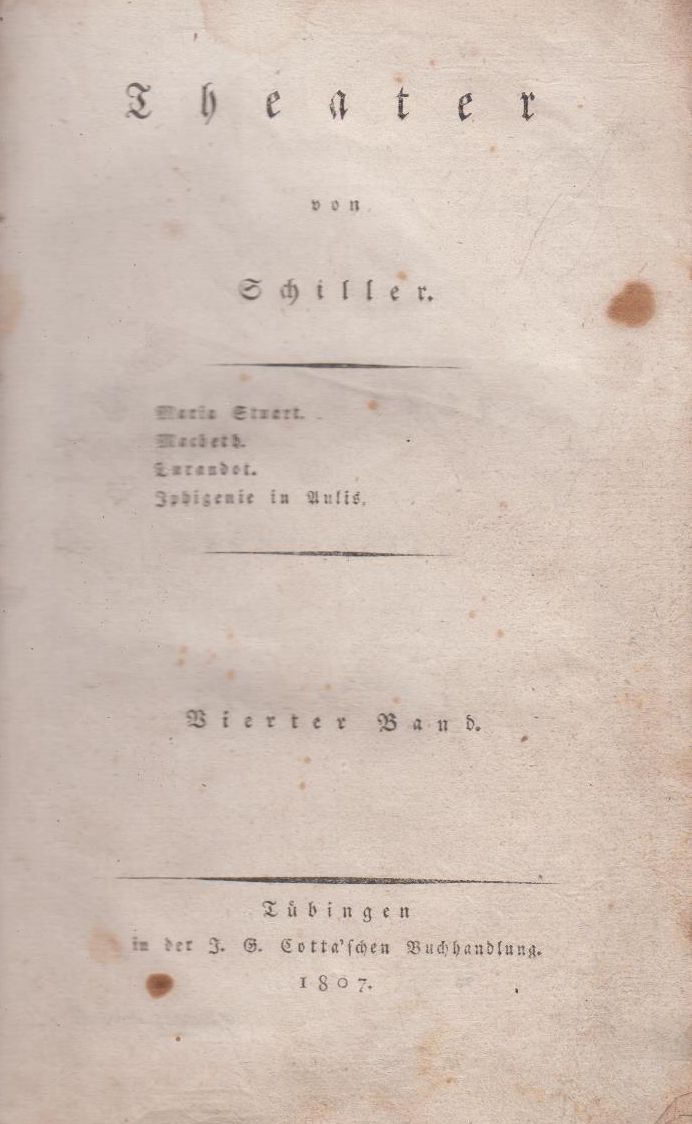 Theater
von
Schiller.
Maria Stuart.
Macbeth.
Turandot.
Iphigenie in Aulis.
Vierter Band.
Tübingen
in der J. G. Cotta'schen Buchhandlung.
1807.